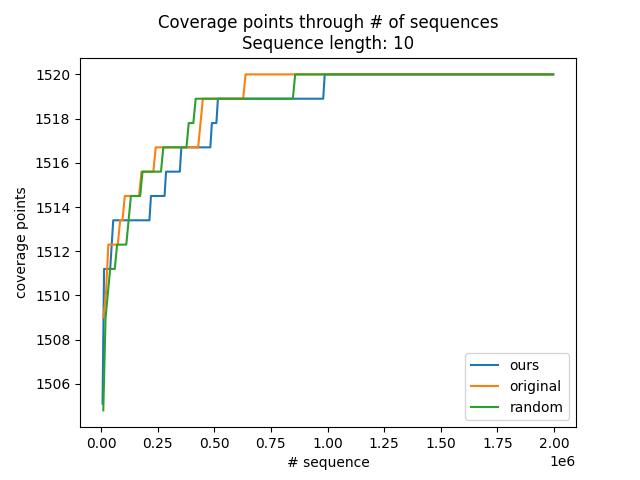 Coverage points through # of sequences
Sequence length: 10
1520
1518
1516
1514
1512
1510
1508
1506
coverage points
ours
original
random
0.00 0.25 0.50 0.75 1.00 1.25 1.50 1.75 2.00
# sequence
1e6